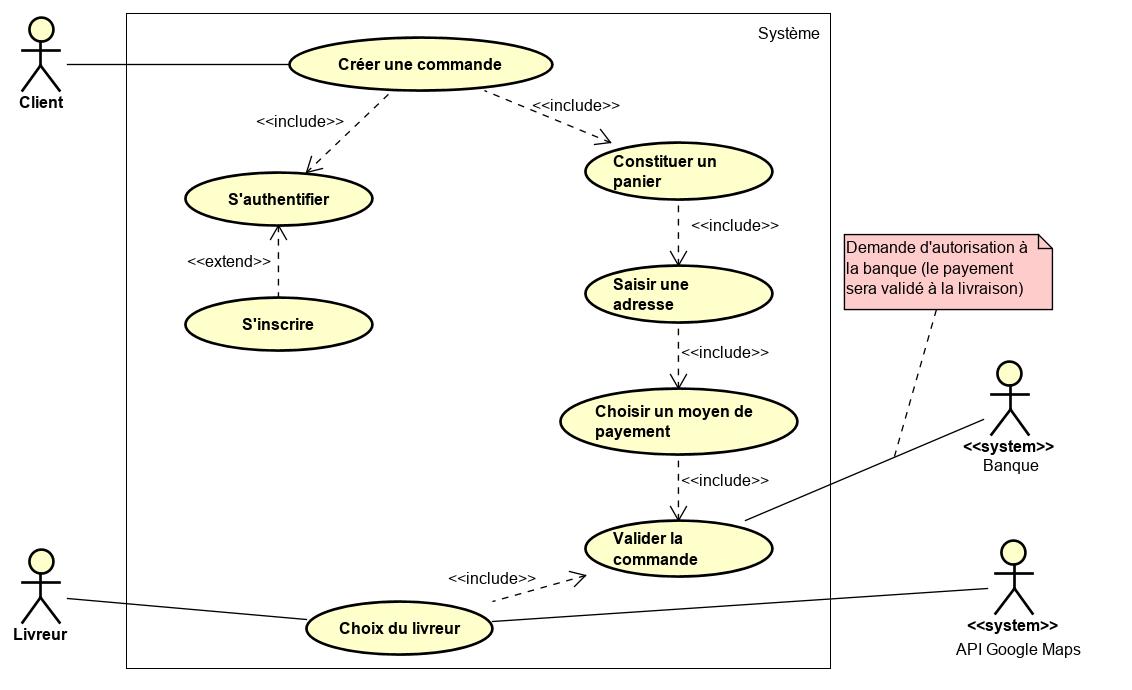 Système
Créer une commande
Client
<<include>>
<<include>>
Constituer un
panier
S'authentifier
<<include>>
<<extend>>
Demande d'autorisation à
la banque (le payement
sera validé à la livraison)
Saisir une
adresse
S'inscrire
<<include>>
Choisir un moyen de
payement
<<system>>
Banque
<<include>>
Valider la
commande
<<include>>
Livreur
Choix du livreur
<<system>>
API Google Maps